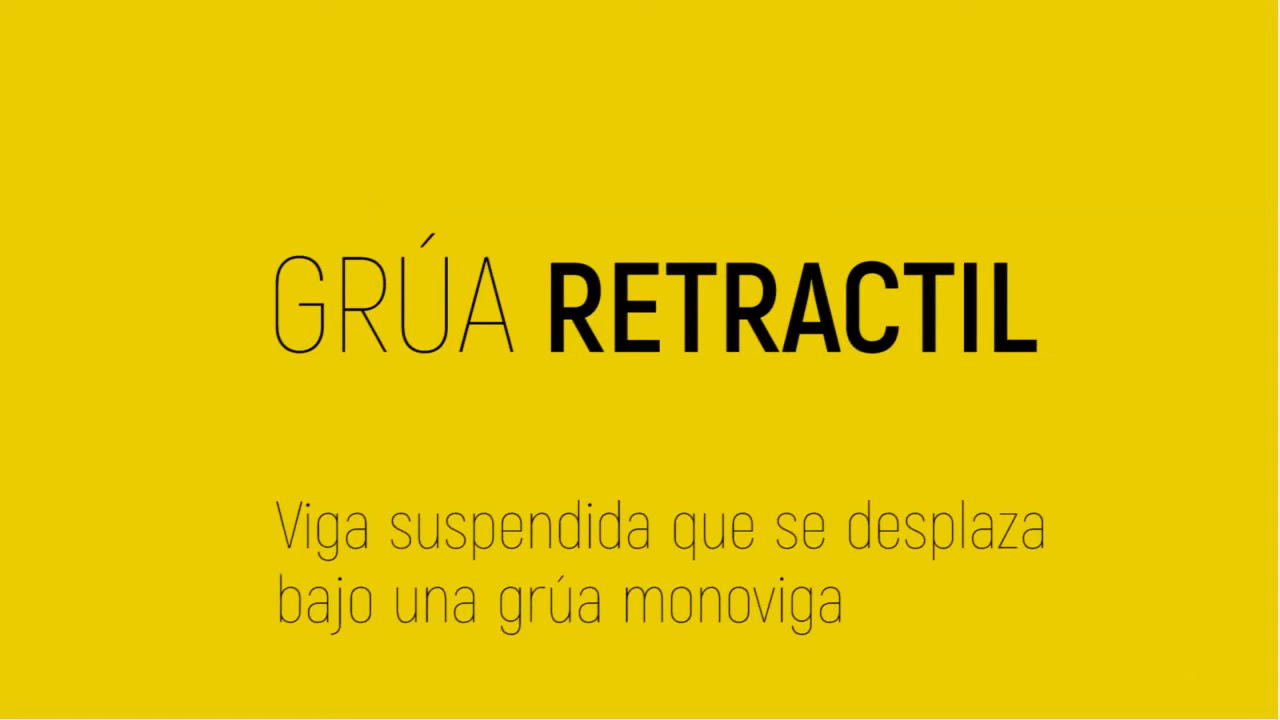 GRÚA RETRACTIL
Viga suspendida que se desplaza
bajo una grúa monoviga